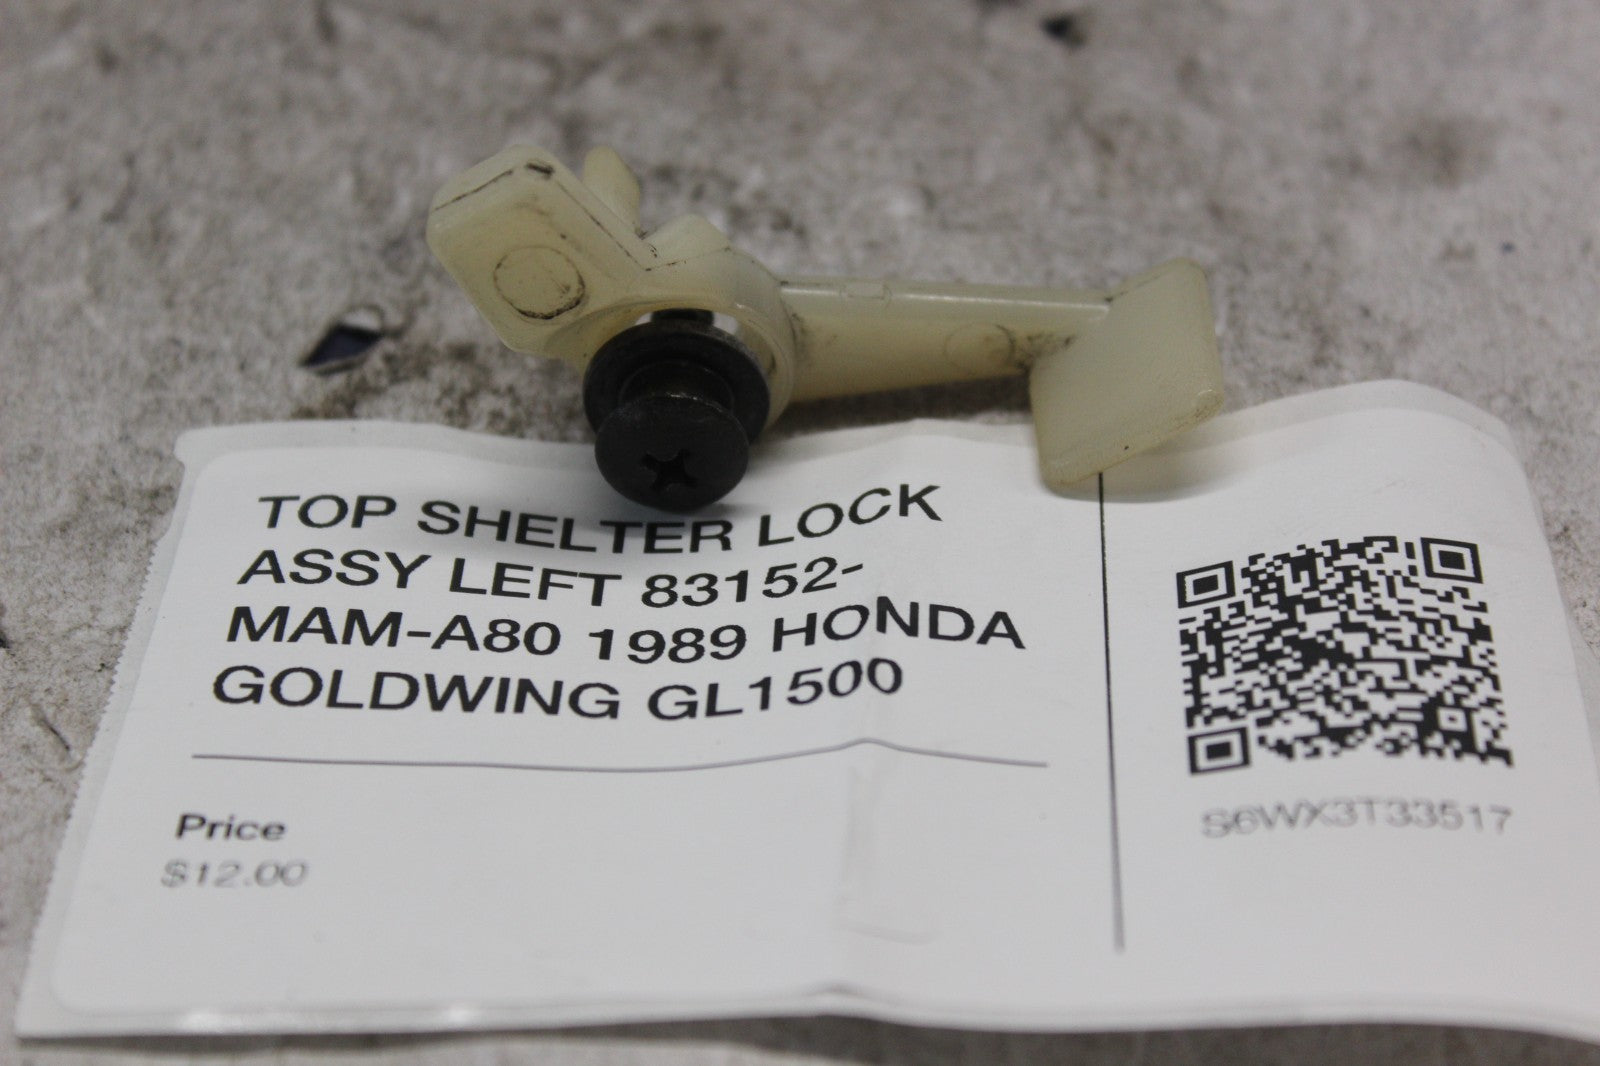 TOP SHELTER LOCK
ASSY LEFT 83152-
MAM-A80 1989 HONDA
GOLDWING GL1500
Price
$12.00
S6WX3T33517